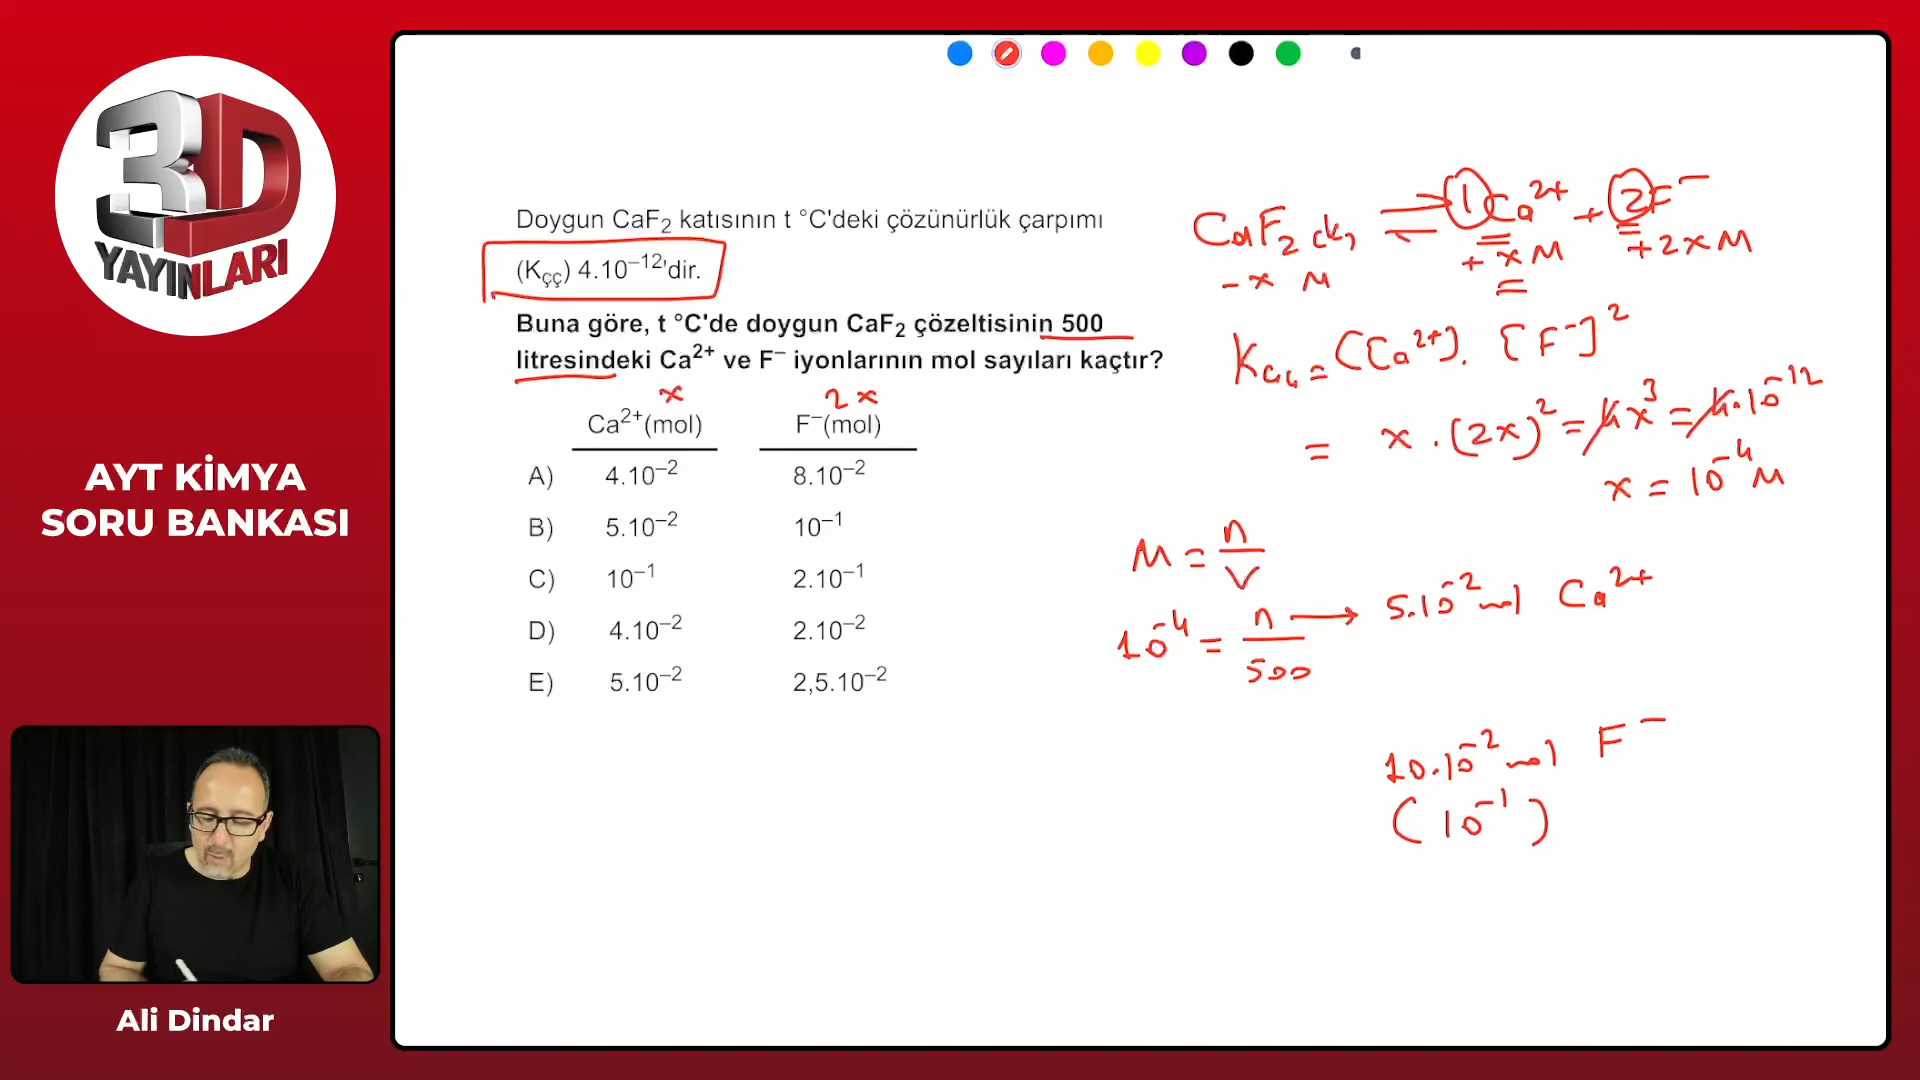 3D
YAYINLARI
AYT KİMYA
SORU BANKASI
Ali Dindar
Doygun CaF₂ katısının t °C'deki çözünürlük çarpımı
(Kçç) 4.10⁻¹²'dir.
Buna göre, t °C'de doygun CaF₂ çözeltisinin 500
litresindeki Ca²⁺ ve F⁻ iyonlarının mol sayıları kaçtır?
x 2x
Ca²⁺(mol) F⁻(mol)
A) 4.10⁻² 8.10⁻²
B) 5.10⁻² 10⁻¹
C) 10⁻¹ 2.10⁻¹
D) 4.10⁻² 2.10⁻²
E) 5.10⁻² 2,5.10⁻²
CaF₂(k) ⇌ 1Ca²⁺ + 2F⁻
-x M +x M +2x M
Kçç = [Ca²⁺]. [F⁻]²
= x . (2x)² = 4x³ = 4.10⁻¹²
x = 10⁻⁴ M
M = n/V
10⁻⁴ = n/500 → 5.10⁻² mol Ca²⁺
10.10⁻² mol F⁻
(10⁻¹)